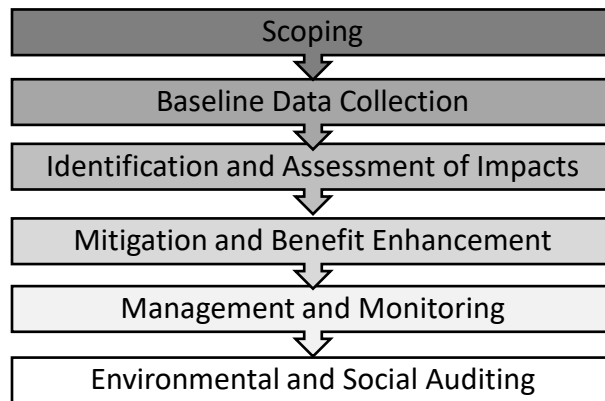 Scoping
Baseline Data Collection
Identification and Assessment of Impacts
Mitigation and Benefit Enhancement
Management and Monitoring
Environmental and Social Auditing